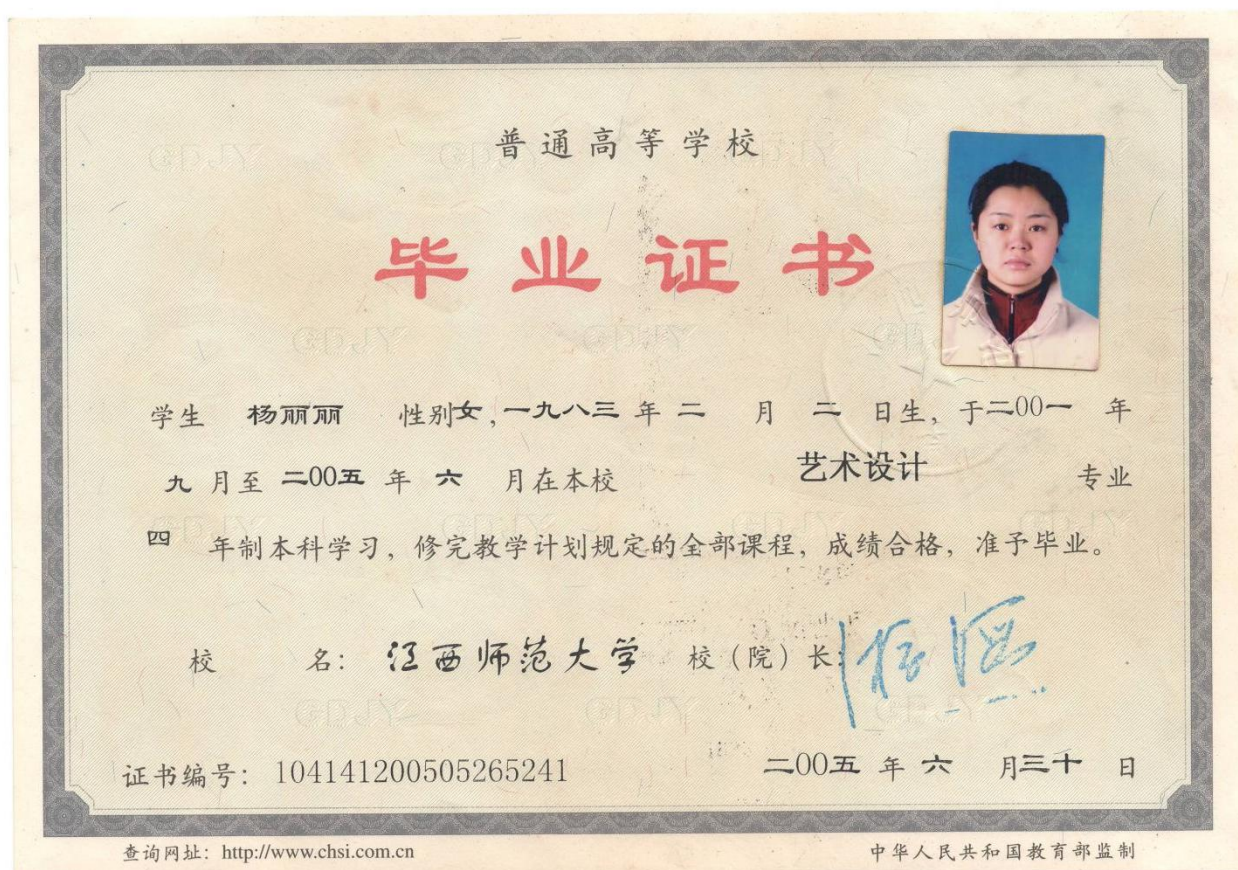 普通高等学校
毕业证书
学生 杨丽丽 性别女，一九八三年二月二日生，于二00一年
九月至二00五年六月在本校 艺术设计 专业
四年制本科学习，修完教学计划规定的全部课程，成绩合格，准予毕业。
校 名：江西师范大学 校（院）长：
证书编号：104141200505265241 二00五年六月三十日
查询网址：http://www.chsi.com.cn 中华人民共和国教育部监制